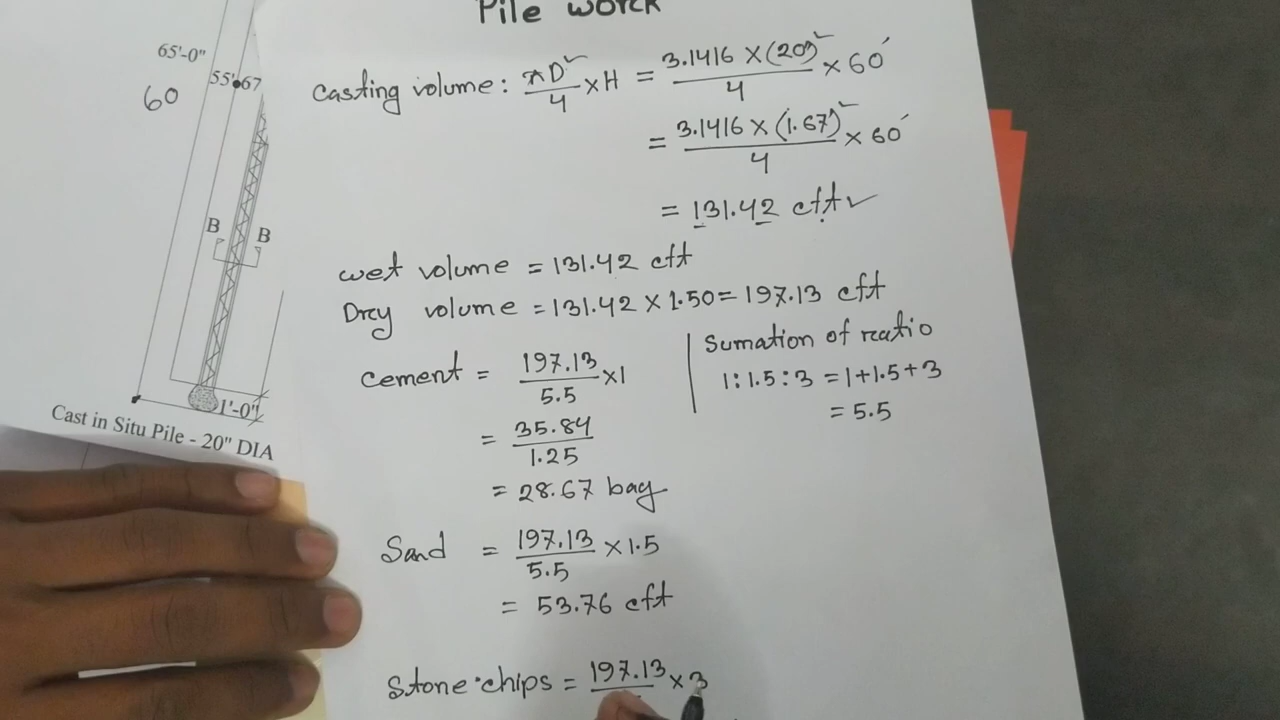 Pile work
65'-0"
55'-67
60
Casting volume: πD²/4 × H = 3.1416 × (20")²/4 × 60'
= 3.1416 × (1.67)²/4 × 60'
= 131.42 cft ✓
B B
wet volume = 131.42 cft
Dry volume = 131.42 × 1.50 = 197.13 cft
Sumation of ratio
1:1.5:3 = 1+1.5+3
= 5.5
Cement = 197.13/5.5 × 1
= 35.84/1.25
= 28.67 bag
1'-0"
Cast in Situ Pile - 20" DIA
Sand = 197.13/5.5 × 1.5
= 53.76 cft
Stone chips = 197.13 × 3